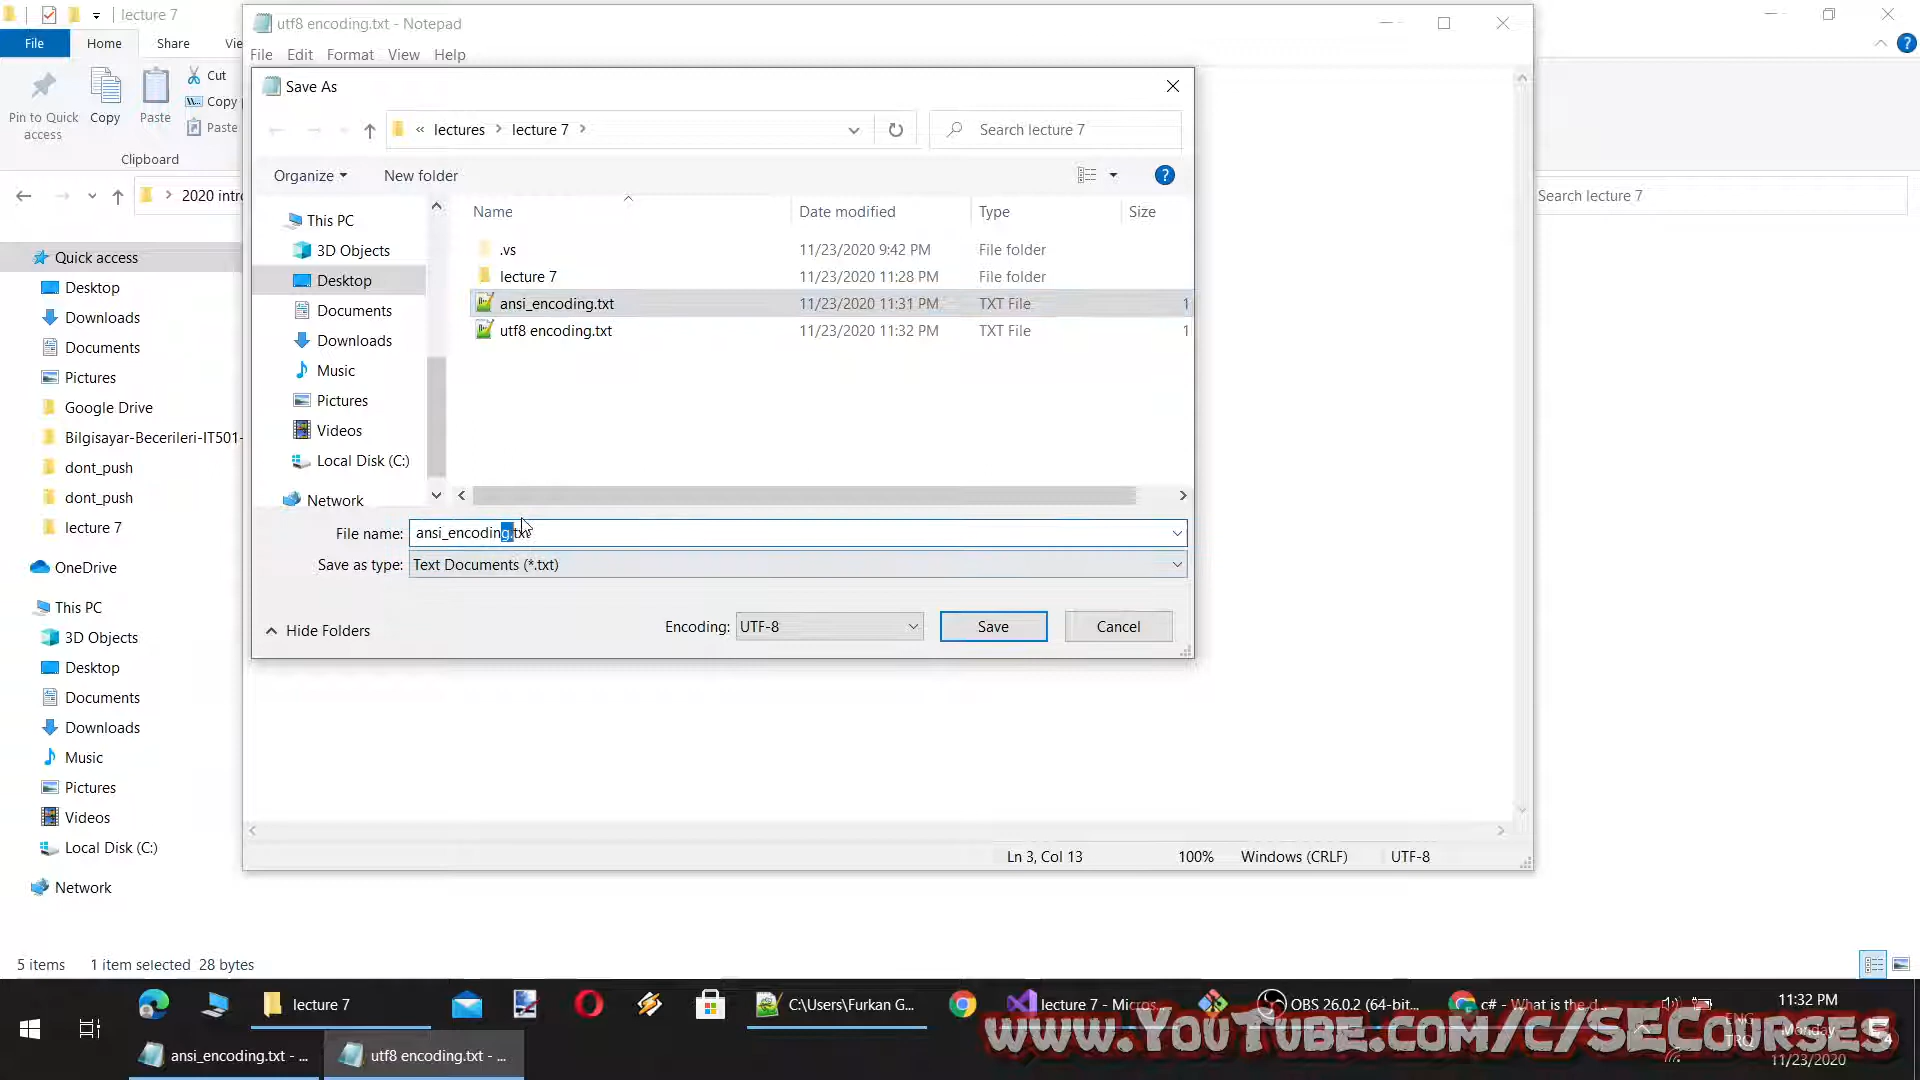 lecture 7
File
Home
Share
Vie
Pin to Quick access
Copy
Paste
Cut
Copy
Paste
Clipboard
2020 intro
Search lecture 7
Quick access
Desktop
Downloads
Documents
Pictures
Google Drive
Bilgisayar-Becerileri-IT501-
dont_push
dont_push
lecture 7
OneDrive
This PC
3D Objects
Desktop
Documents
Downloads
Music
Pictures
Videos
Local Disk (C:)
Network
5 items 1 item selected 28 bytes
utf8 encoding.txt - Notepad
File Edit Format View Help
Save As
« lectures > lecture 7 >
Search lecture 7
Organize
New folder
This PC
3D Objects
Desktop
Documents
Downloads
Music
Pictures
Videos
Local Disk (C:)
Network
Name Date modified Type Size
.vs 11/23/2020 9:42 PM File folder
lecture 7 11/23/2020 11:28 PM File folder
ansi_encoding.txt 11/23/2020 11:31 PM TXT File 1
utf8 encoding.txt 11/23/2020 11:32 PM TXT File 1
File name: ansi_encoding.txt
Save as type: Text Documents (*.txt)
Hide Folders
Encoding: UTF-8
Save
Cancel
Ln 3, Col 13 100% Windows (CRLF) UTF-8
lecture 7
C:\Users\Furkan G...
lecture 7 - Micros...
OBS 26.0.2 (64-bit...
c# - What is the d...
11:32 PM
ENG
Monday
TRQ
11/23/2020
4
ansi_encoding.txt - ...
utf8 encoding.txt - ...
www.YouTube.com/c/SECourses